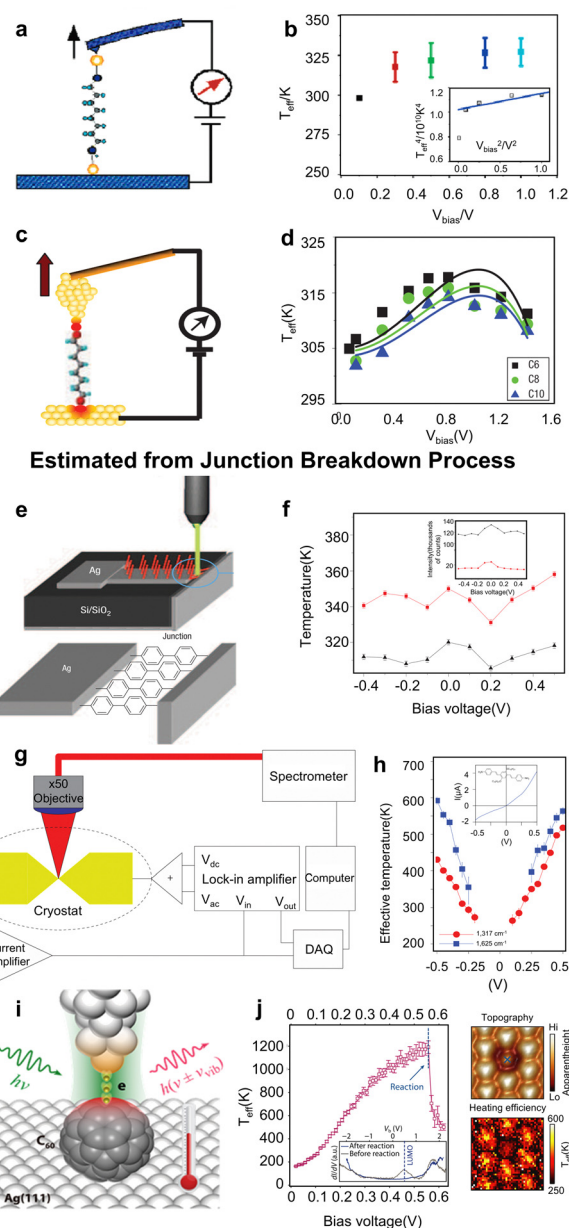 a
b
350
325
300
275
250
T_eff/K
0.0 0.2 0.4 0.6 0.8 1.0 1.2
V_bias/V
1.2
1.0
0.8
0.6
T_eff^4/10^10K^4
V_bias^2/V^2
0.0 0.5 1.0
c
d
325
315
305
295
T_eff(K)
0 0.4 0.8 1.2 1.6
V_bias(V)
C6
C8
C10
Estimated from Junction Breakdown Process
e
Ag
Si/SiO2
Junction
Ag
f
380
360
340
320
Temperature(K)
-0.4 -0.2 0.0 0.2 0.4
Bias voltage(V)
Intensity(thousands
of counts)
140
120
20
-0.4 -0.2 0.0 0.2 0.4
Bias voltage(V)
g
x50
Objective
Spectrometer
Cryostat
+
V_dc
Lock-in amplifier
V_ac V_in V_out
Computer
DAQ
urrent
nplifier
h
700
600
500
400
300
200
Effective temperature(K)
-0.5 -0.25 0 0.25 0.5
(V)
I(μA)
4
2
0
-2
-0.5 0 0.5
1,317 cm⁻¹
1,625 cm⁻¹
i
hν
h(ν ± ν_vib)
e
C60
Ag(111)
j
0 0.1 0.2 0.3 0.4 0.5 0.6
1200
1000
800
600
400
200
0
T_eff(K)
Reaction
V_b (V)
-2 -1 0 1 2
After reaction
Before reaction
LUMO
dI/dV(a.u.)
0.0 0.1 0.2 0.3 0.4 0.5 0.6
Bias voltage(V)
Topography
Hi
Lo
Apparentheight
Heating efficiency
600
250
T_eff(K)